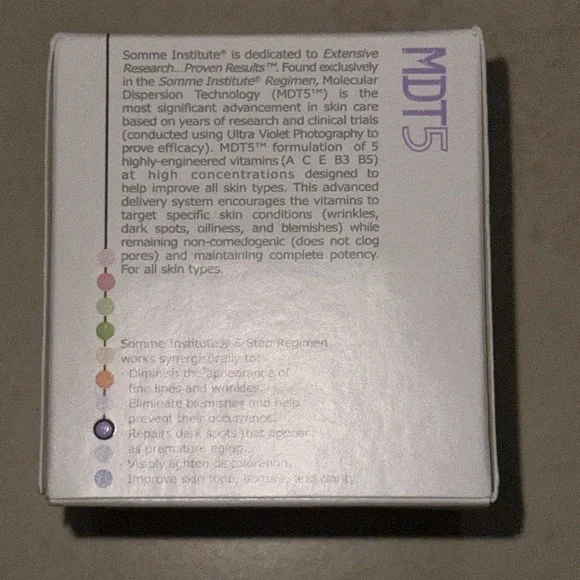 Somme Institute® is dedicated to Extensive
Research...Proven Results™. Found exclusively
in the Somme Institute® Regimen, Molecular
Dispersion Technology (MDT5™) is the
most significant advancement in skin care
based on years of research and clinical trials
(conducted using Ultra Violet Photography to
prove efficacy). MDT5™ formulation of 5
highly-engineered vitamins (A C E B3 B5)
at high concentrations designed to
help improve all skin types. This advanced
delivery system encourages the vitamins to
target specific skin conditions (wrinkles,
dark spots, oiliness, and blemishes) while
remaining non-comedogenic (does not clog
pores) and maintaining complete potency.
For all skin types.
MDT5
Somme Institute® 5 Step Regimen
works synergistically to:
· Diminish the appearance of
fine lines and wrinkles.
· Eliminate blemishes and help
prevent their occurrence.
· Repairs dark spots that appear
as premature aging.
· Visibly lighten discoloration.
· Improve skin tone, texture, and clarity.